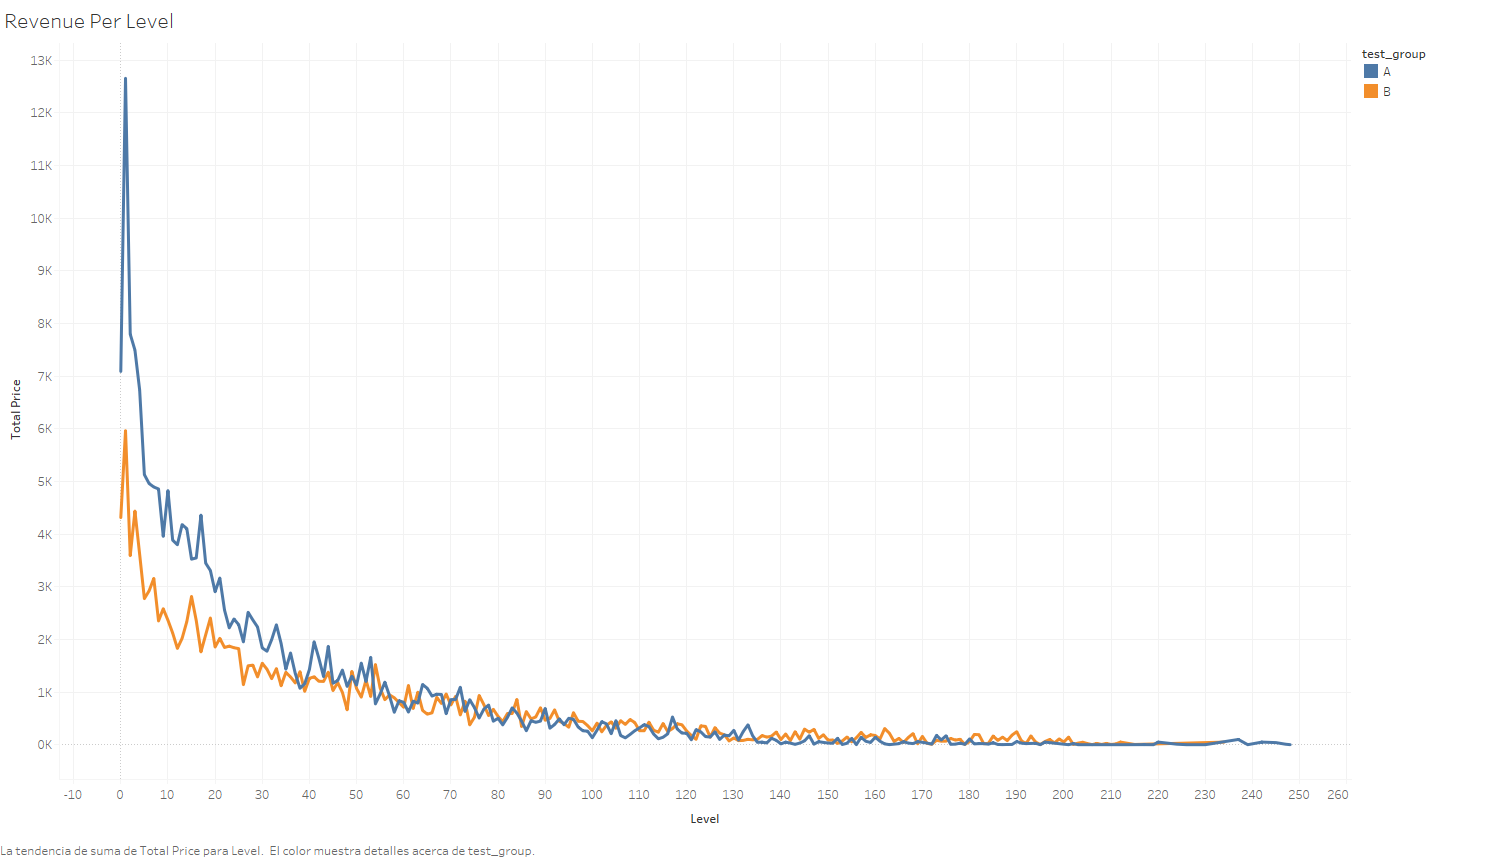 Revenue Per Level
test_group
A
B
13K
12K
11K
10K
9K
8K
7K
6K
5K
4K
3K
2K
1K
0K
Total Price
-10 0 10 20 30 40 50 60 70 80 90 100 110 120 130 140 150 160 170 180 190 200 210 220 230 240 250 260
Level
La tendencia de suma de Total Price para Level. El color muestra detalles acerca de test_group.